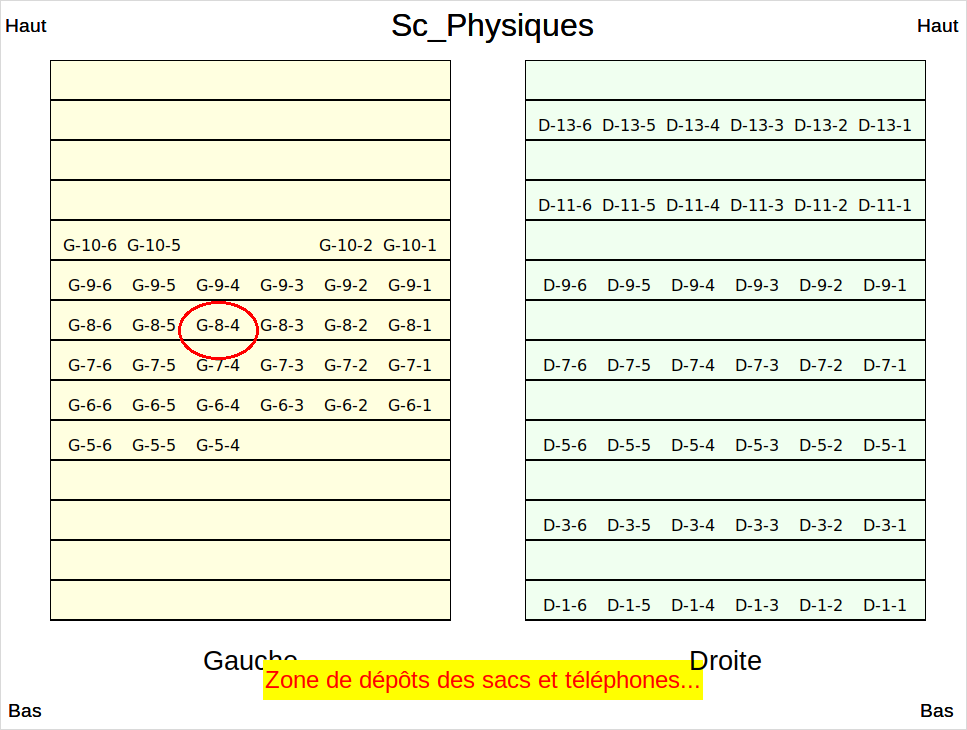 Haut Sc_Physiques Haut
D-13-6 D-13-5 D-13-4 D-13-3 D-13-2 D-13-1
D-11-6 D-11-5 D-11-4 D-11-3 D-11-2 D-11-1
G-10-6 G-10-5 G-10-2 G-10-1
G-9-6 G-9-5 G-9-4 G-9-3 G-9-2 G-9-1 D-9-6 D-9-5 D-9-4 D-9-3 D-9-2 D-9-1
G-8-6 G-8-5 G-8-4 G-8-3 G-8-2 G-8-1
G-7-6 G-7-5 G-7-4 G-7-3 G-7-2 G-7-1 D-7-6 D-7-5 D-7-4 D-7-3 D-7-2 D-7-1
G-6-6 G-6-5 G-6-4 G-6-3 G-6-2 G-6-1
G-5-6 G-5-5 G-5-4 D-5-6 D-5-5 D-5-4 D-5-3 D-5-2 D-5-1
D-3-6 D-3-5 D-3-4 D-3-3 D-3-2 D-3-1
D-1-6 D-1-5 D-1-4 D-1-3 D-1-2 D-1-1
Gauche Droite
Zone de dépôts des sacs et téléphones...
Bas Bas